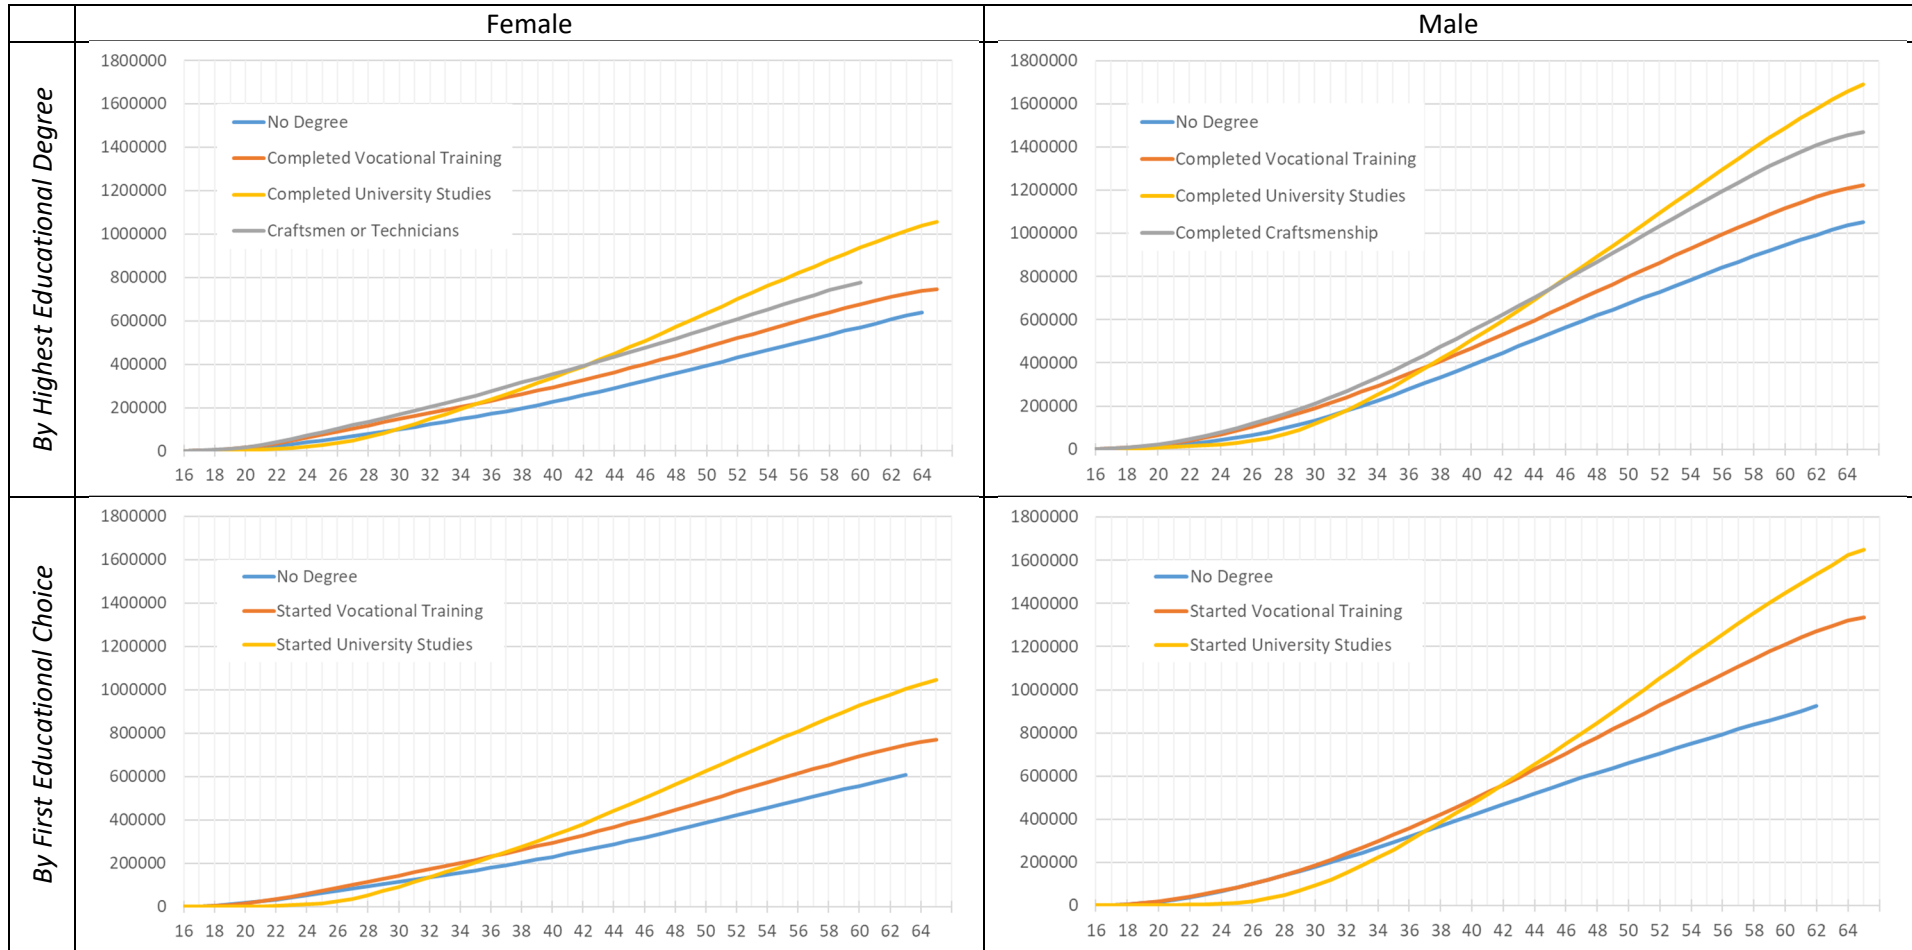 Female
Male
By Highest Educational Degree
1800000
1600000
1400000
1200000
1000000
800000
600000
400000
200000
0
No Degree
Completed Vocational Training
Completed University Studies
Craftsmen or Technicians
16 18 20 22 24 26 28 30 32 34 36 38 40 42 44 46 48 50 52 54 56 58 60 62 64
1800000
1600000
1400000
1200000
1000000
800000
600000
400000
200000
0
No Degree
Completed Vocational Training
Completed University Studies
Completed Craftsmenship
16 18 20 22 24 26 28 30 32 34 36 38 40 42 44 46 48 50 52 54 56 58 60 62 64
By First Educational Choice
1800000
1600000
1400000
1200000
1000000
800000
600000
400000
200000
0
No Degree
Started Vocational Training
Started University Studies
16 18 20 22 24 26 28 30 32 34 36 38 40 42 44 46 48 50 52 54 56 58 60 62 64
1800000
1600000
1400000
1200000
1000000
800000
600000
400000
200000
0
No Degree
Started Vocational Training
Started University Studies
16 18 20 22 24 26 28 30 32 34 36 38 40 42 44 46 48 50 52 54 56 58 60 62 64